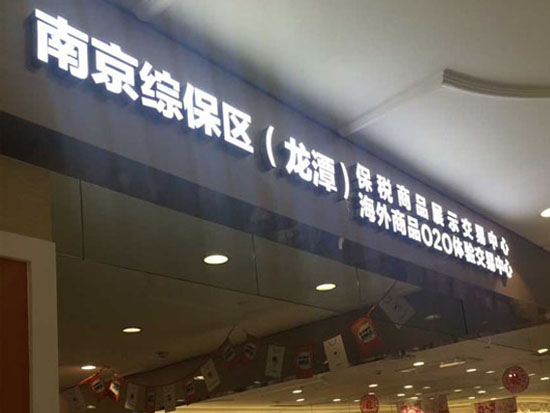 南京综保区（龙潭）
保税商品展示交易中心
海外商品O2O体验交易中心